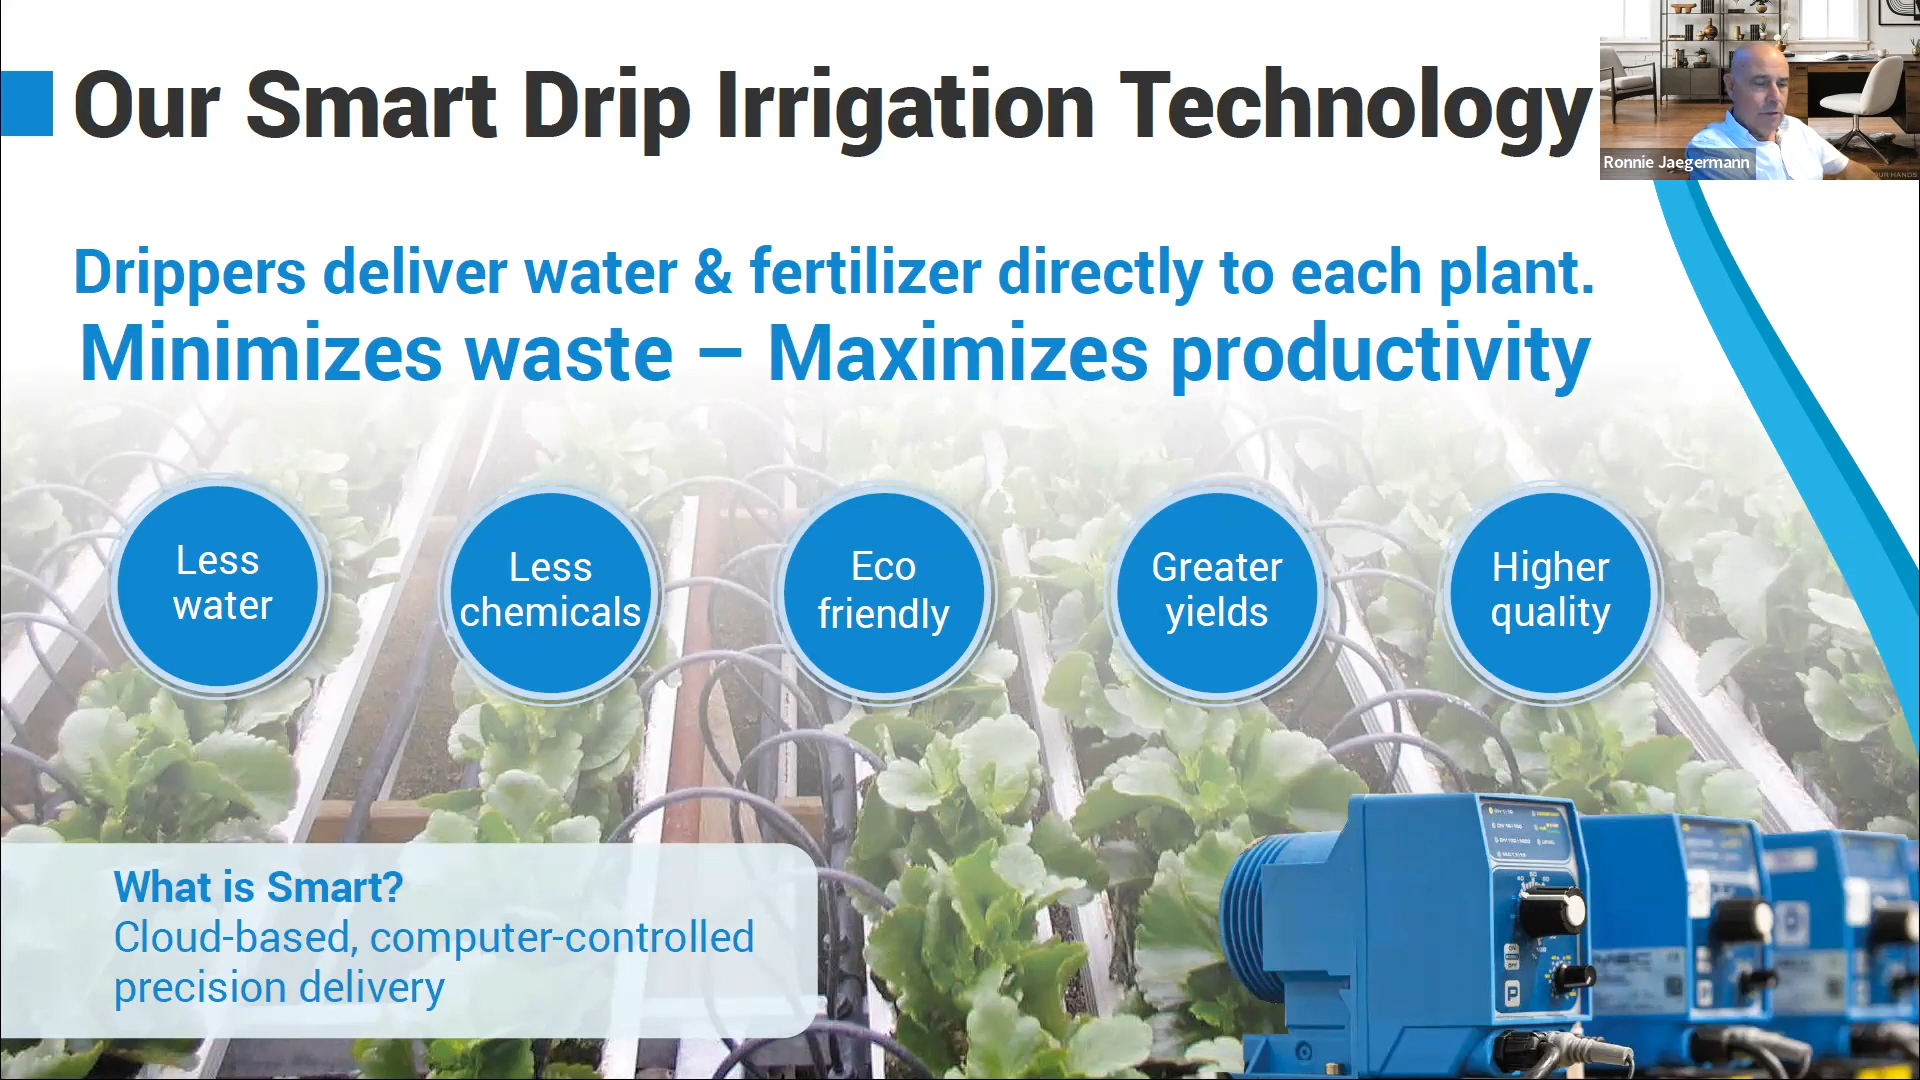 Our Smart Drip Irrigation Technology
Ronnie Jaegermann
Drippers deliver water & fertilizer directly to each plant.
Minimizes waste – Maximizes productivity
Less
water
Less
chemicals
Eco
friendly
Greater
yields
Higher
quality
What is Smart?
Cloud-based, computer-controlled
precision delivery
P